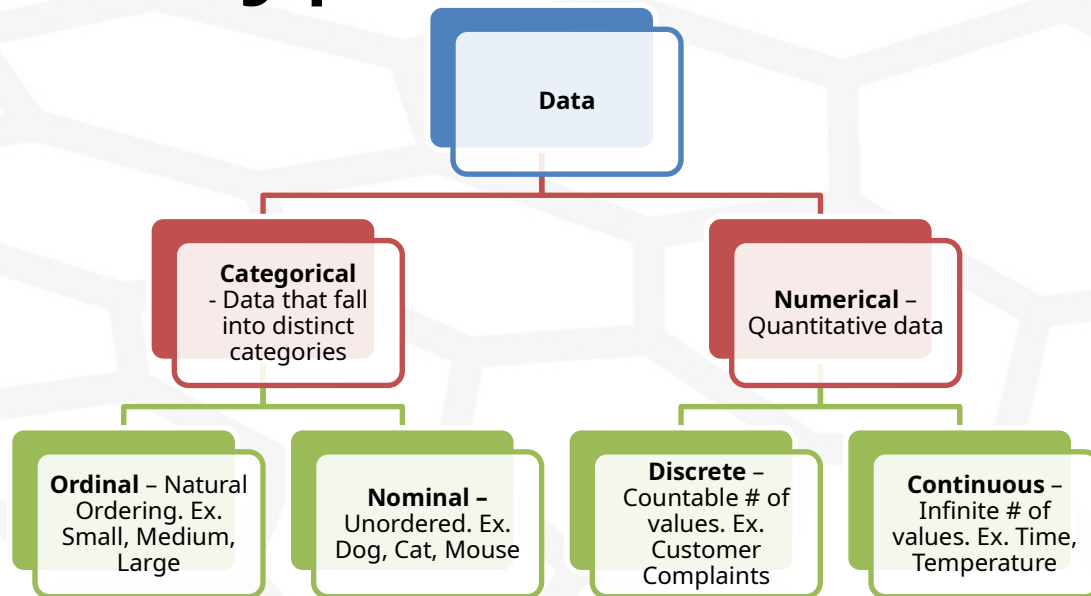 Data
Categorical
- Data that fall
into distinct
categories
Numerical –
Quantitative data
Ordinal – Natural
Ordering. Ex.
Small, Medium,
Large
Nominal –
Unordered. Ex.
Dog, Cat, Mouse
Discrete –
Countable # of
values. Ex.
Customer
Complaints
Continuous –
Infinite # of
values. Ex. Time,
Temperature